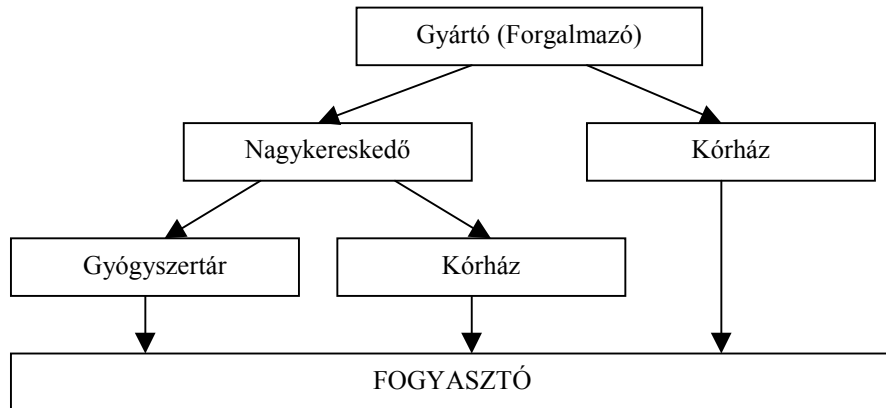 Gyártó (Forgalmazó)
Nagykereskedő
Kórház
Gyógyszertár
Kórház
FOGYASZTÓ